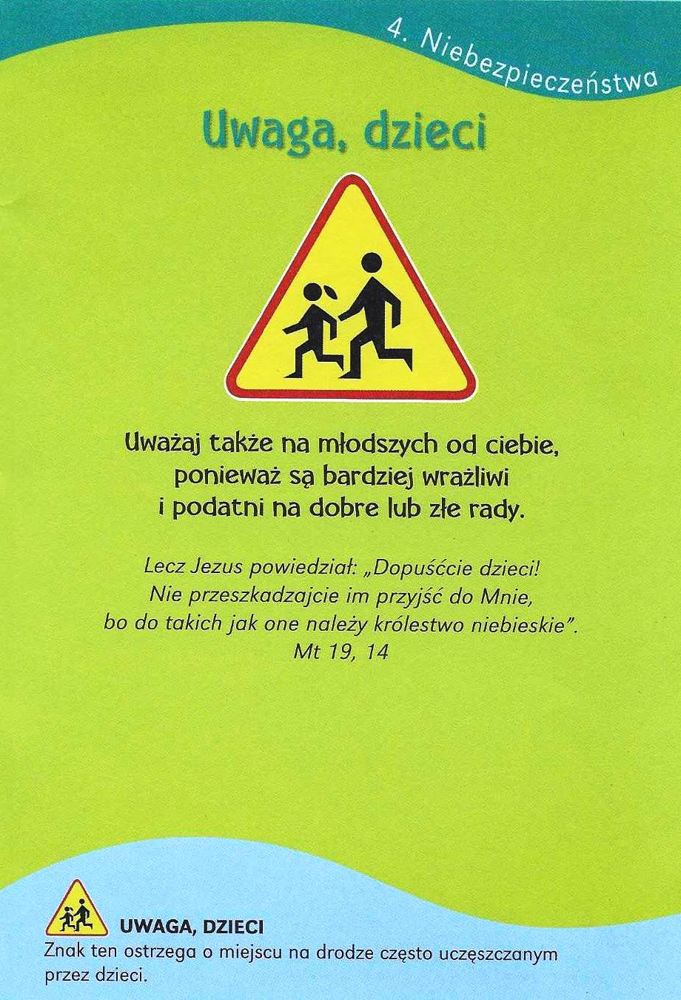 4. Niebezpieczeństwa
Uwaga, dzieci
Uważaj także na młodszych od ciebie,
ponieważ są bardziej wrażliwi
i podatni na dobre lub złe rady.
Lecz Jezus powiedział: „Dopuśćcie dzieci!
Nie przeszkadzajcie im przyjść do Mnie,
bo do takich jak one należy królestwo niebieskie”.
Mt 19, 14
UWAGA, DZIECI
Znak ten ostrzega o miejscu na drodze często uczęszczanym
przez dzieci.